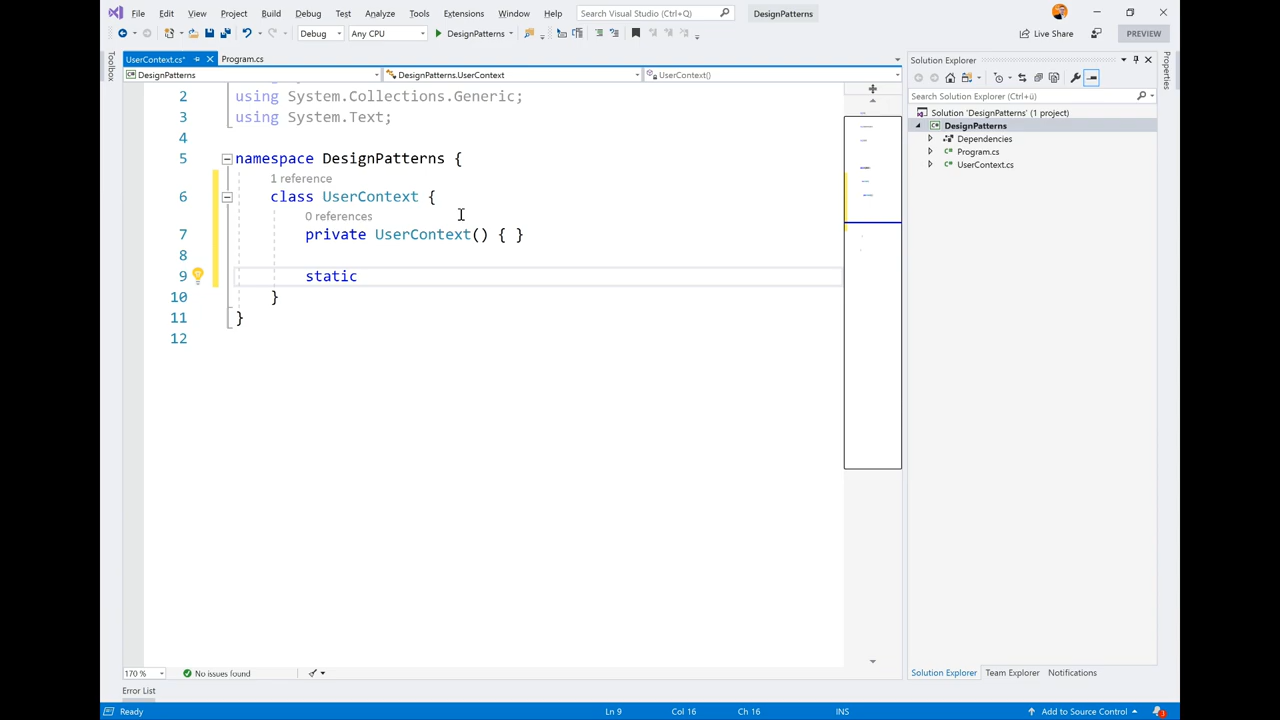 File Edit View Project Build Debug Test Analyze Tools Extensions Window Help Search Visual Studio (Ctrl+Q) DesignPatterns
Debug Any CPU DesignPatterns Live Share PREVIEW
UserContext.cs* Program.cs
DesignPatterns DesignPatterns.UserContext UserContext()
Toolbox
2 using System.Collections.Generic;
3 using System.Text;
4
5 namespace DesignPatterns {
1 reference
6 class UserContext {
0 references
7 private UserContext() { }
8
9 static
10 }
11 }
12
170 % No issues found
Error List
Ready Ln 9 Col 16 Ch 16 INS Add to Source Control
Solution Explorer
Search Solution Explorer (Ctrl+ü)
Solution 'DesignPatterns' (1 project)
DesignPatterns
Dependencies
Program.cs
UserContext.cs
Solution Explorer Team Explorer Notifications
Properties